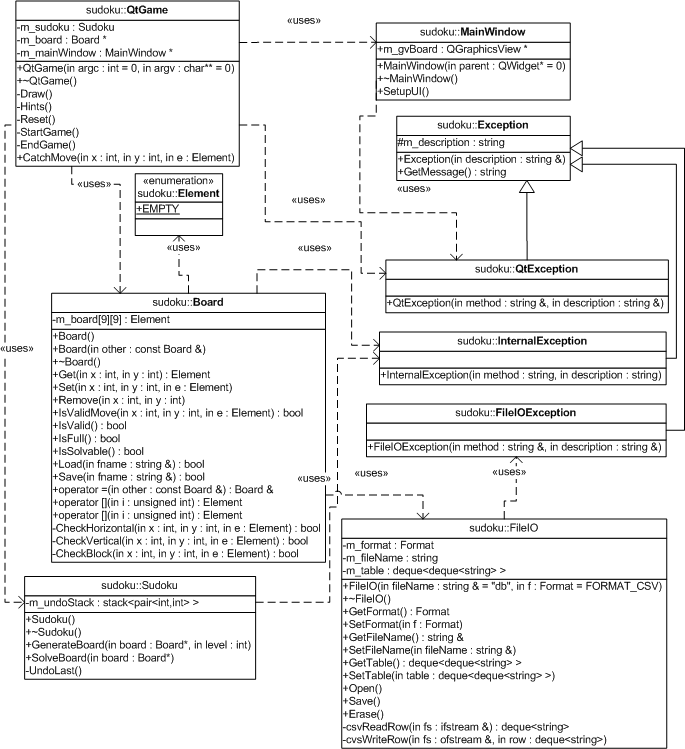 sudoku::QtGame
-m_sudoku : Sudoku
-m_board : Board *
-m_mainWindow : MainWindow *
+QtGame(in argc : int = 0, in argv : char** = 0)
+~QtGame()
-Draw()
-Hints()
-Reset()
-StartGame()
-EndGame()
+CatchMove(in x : int, in y : int, in e : Element)
«uses»
sudoku::MainWindow
+m_gvBoard : QGraphicsView *
+MainWindow(in parent : QWidget* = 0)
+~MainWindow()
+SetupUI()
sudoku::Exception
#m_description : string
+Exception(in description : string &)
+GetMessage() : string
«uses»
«uses»
«enumeration»
sudoku::Element
+EMPTY
«uses»
«uses»
«uses»
sudoku::QtException
+QtException(in method : string &, in description : string &)
sudoku::Board
-m_board[9][9] : Element
+Board()
+Board(in other : const Board &)
+~Board()
+Get(in x : int, in y : int) : Element
+Set(in x : int, in y : int, in e : Element)
+Remove(in x : int, in y : int)
+IsValidMove(in x : int, in y : int, in e : Element) : bool
+IsValid() : bool
+IsFull() : bool
+IsSolvable() : bool
+Load(in fname : string &) : bool
+Save(in fname : string &) : bool
+operator =(in other : const Board &) : Board &
+operator [](in i : unsigned int) : Element
+operator [](in i : unsigned int) : Element
-CheckHorizontal(in x : int, in y : int, in e : Element) : bool
-CheckVertical(in x : int, in y : int, in e : Element) : bool
-CheckBlock(in x : int, in y : int, in e : Element) : bool
«uses»
sudoku::InternalException
+InternalException(in method : string, in description : string)
sudoku::FileIOException
+FileIOException(in method : string &, in description : string &)
«uses»
«uses»
«uses»
sudoku::FileIO
-m_format : Format
-m_fileName : string
-m_table : deque<deque<string> >
+FileIO(in fileName : string & = "db", in f : Format = FORMAT_CSV)
+~FileIO()
+GetFormat() : Format
+SetFormat(in f : Format)
+GetFileName() : string &
+SetFileName(in fileName : string &)
+GetTable() : deque<deque<string> >
+SetTable(in table : deque<deque<string> >)
+Open()
+Save()
+Erase()
-csvReadRow(in fs : ifstream &) : deque<string>
-cvsWriteRow(in fs : ofstream &, in row : deque<string>)
sudoku::Sudoku
-m_undoStack : stack<pair<int,int> >
+Sudoku()
+~Sudoku()
+GenerateBoard(in board : Board*, in level : int)
+SolveBoard(in board : Board*)
-UndoLast()